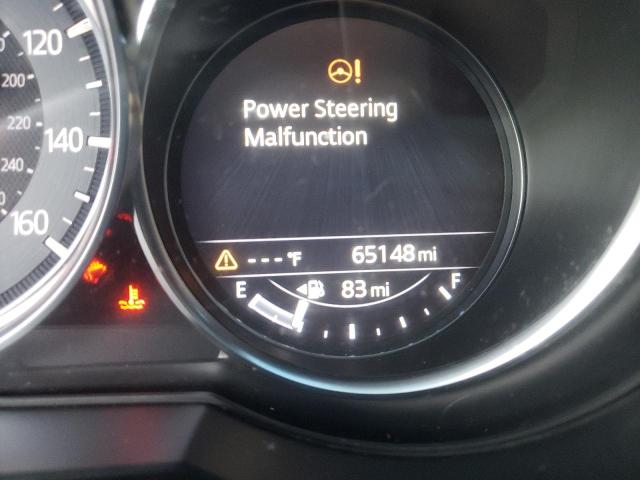 120
200
220
140
240
160
Power Steering
Malfunction
---°F 65148 mi
E 83 mi F